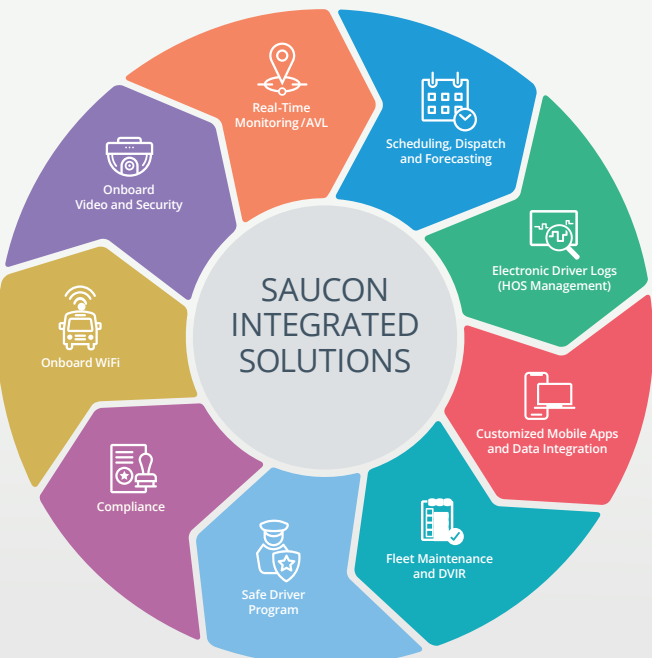 SAUCON
INTEGRATED
SOLUTIONS
Real-Time
Monitoring/AVL
Scheduling, Dispatch
and Forecasting
Electronic Driver Logs
(HOS Management)
Customized Mobile Apps
and Data Integration
Fleet Maintenance
and DVIR
Safe Driver
Program
Compliance
Onboard WiFi
Onboard
Video and Security